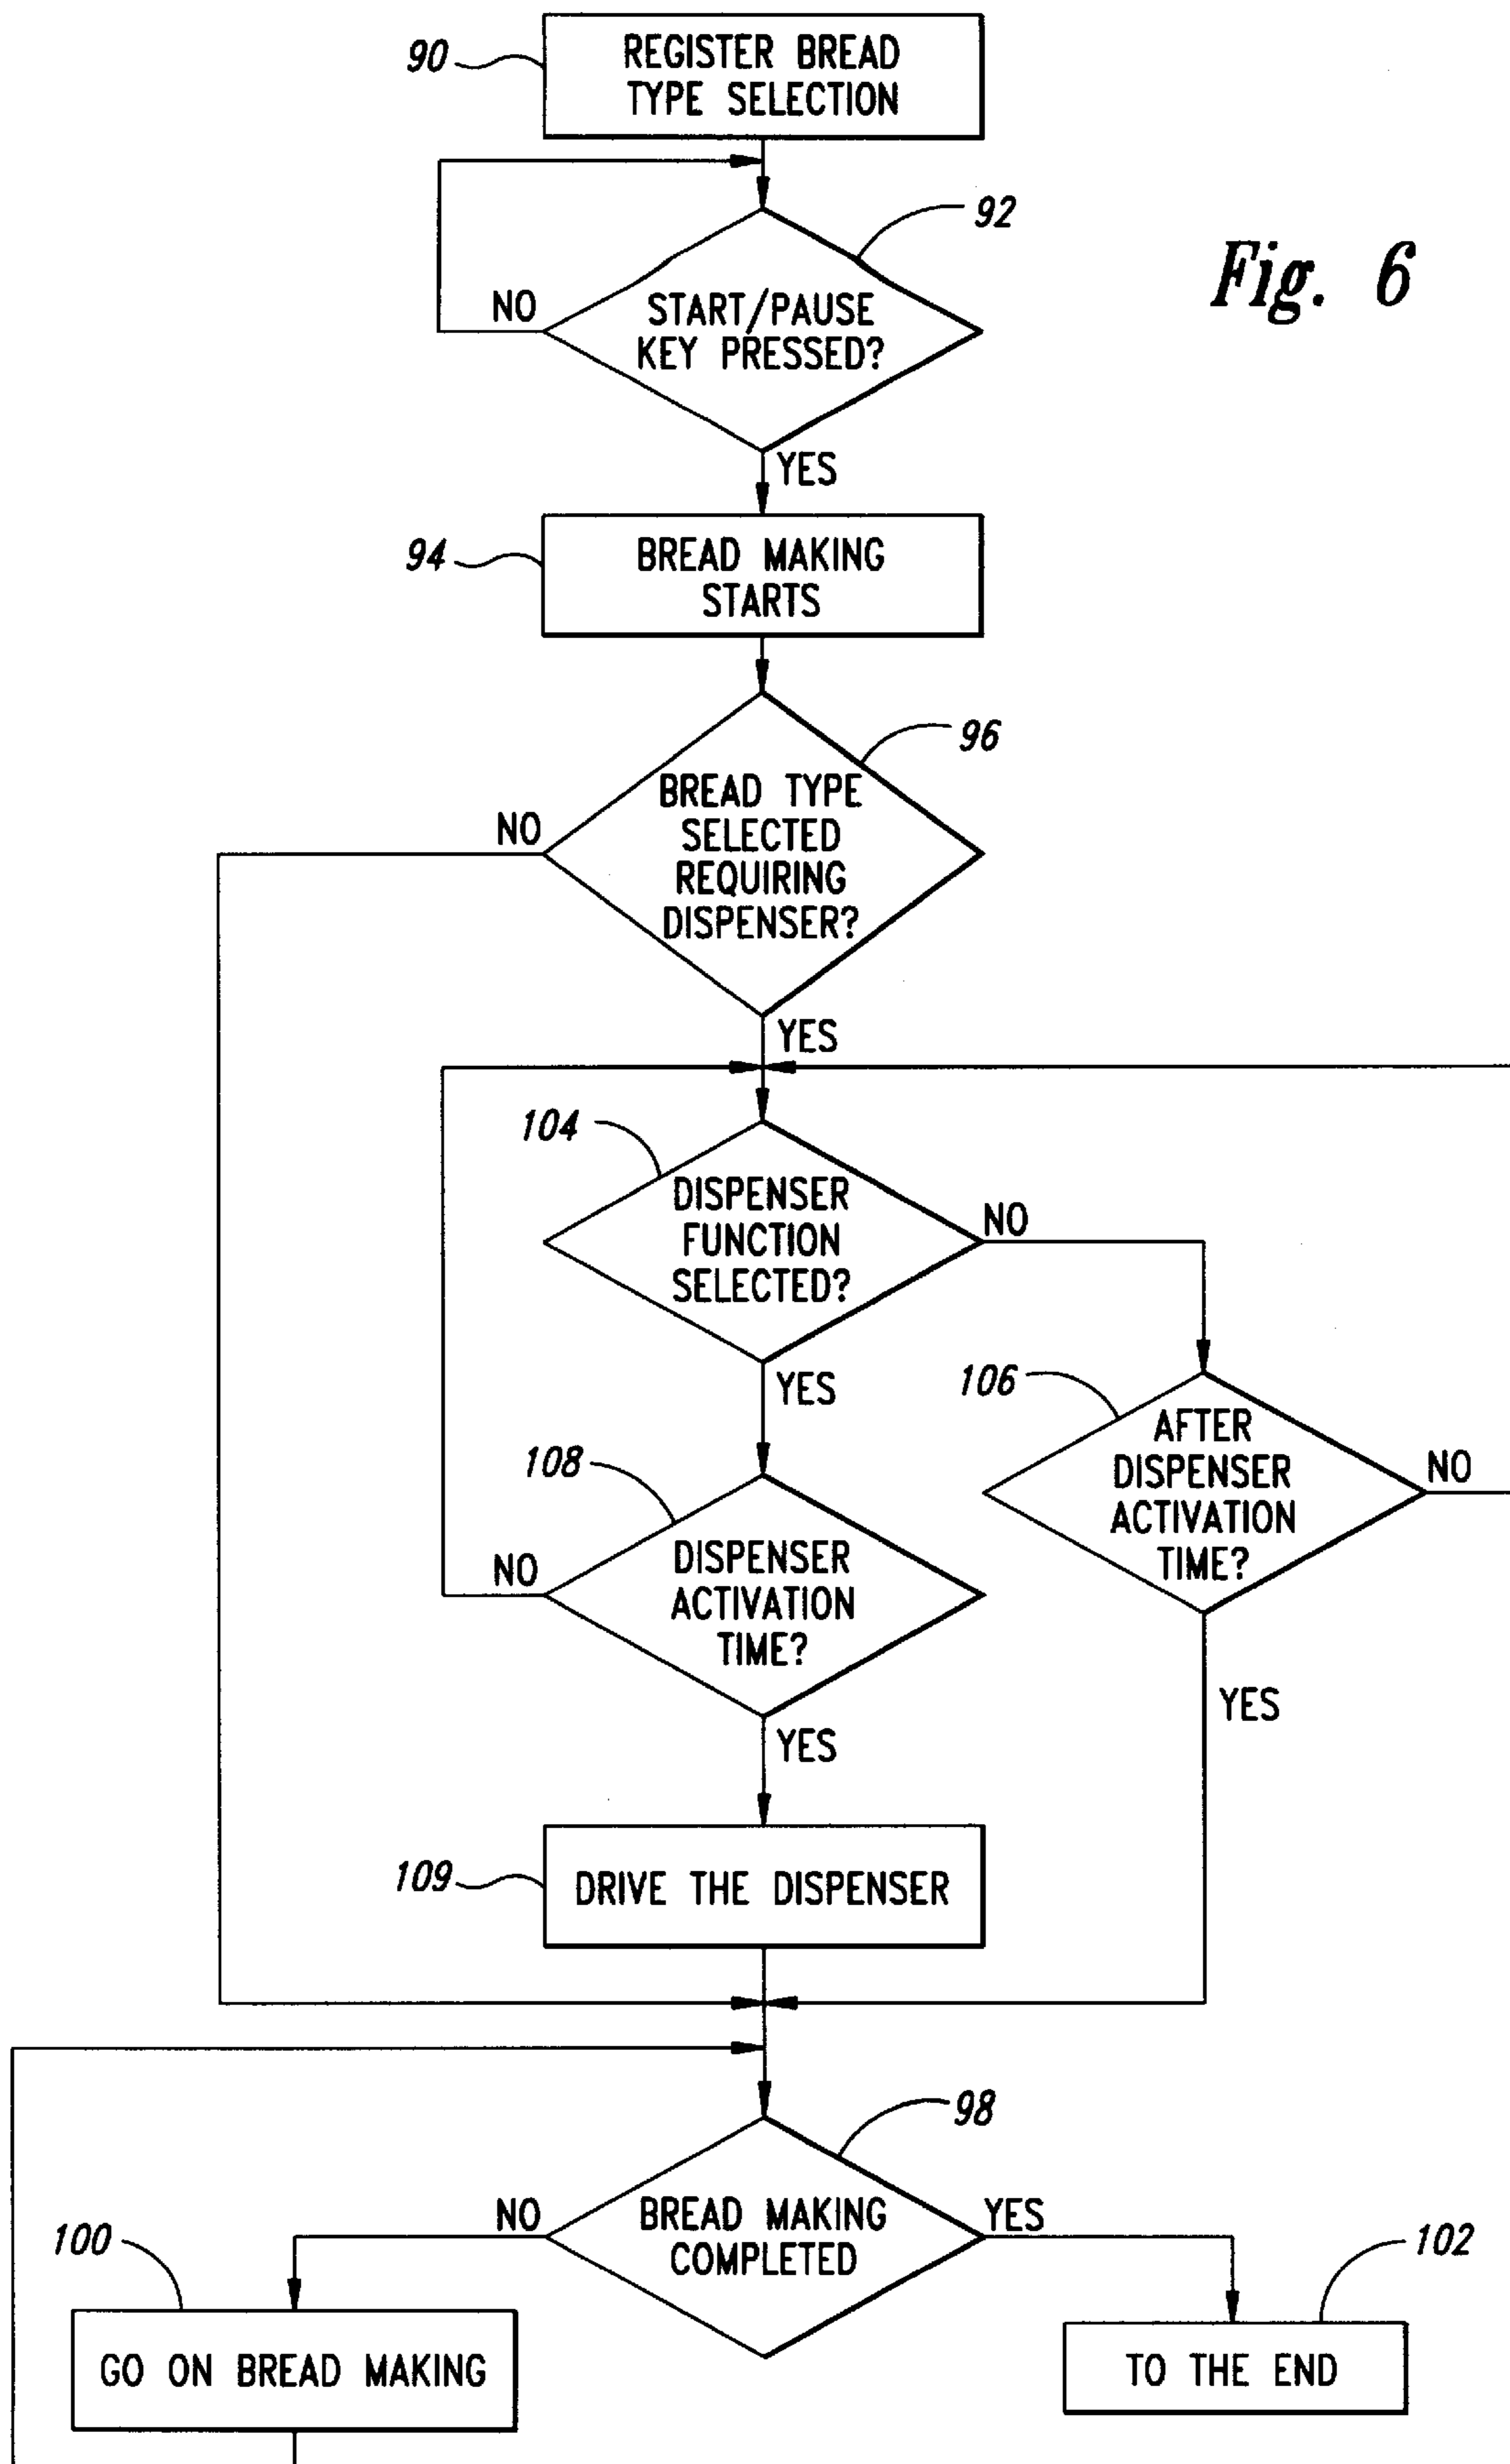 90
REGISTER BREAD
TYPE SELECTION
92
Fig. 6
NO
START/PAUSE
KEY PRESSED?
YES
94
BREAD MAKING
STARTS
96
NO
BREAD TYPE
SELECTED
REQUIRING
DISPENSER?
YES
104
DISPENSER
FUNCTION
SELECTED?
NO
YES
106
AFTER
DISPENSER
ACTIVATION
TIME?
NO
108
NO
DISPENSER
ACTIVATION
TIME?
YES
YES
109
DRIVE THE DISPENSER
98
NO
BREAD MAKING
COMPLETED
YES
100
102
GO ON BREAD MAKING
TO THE END